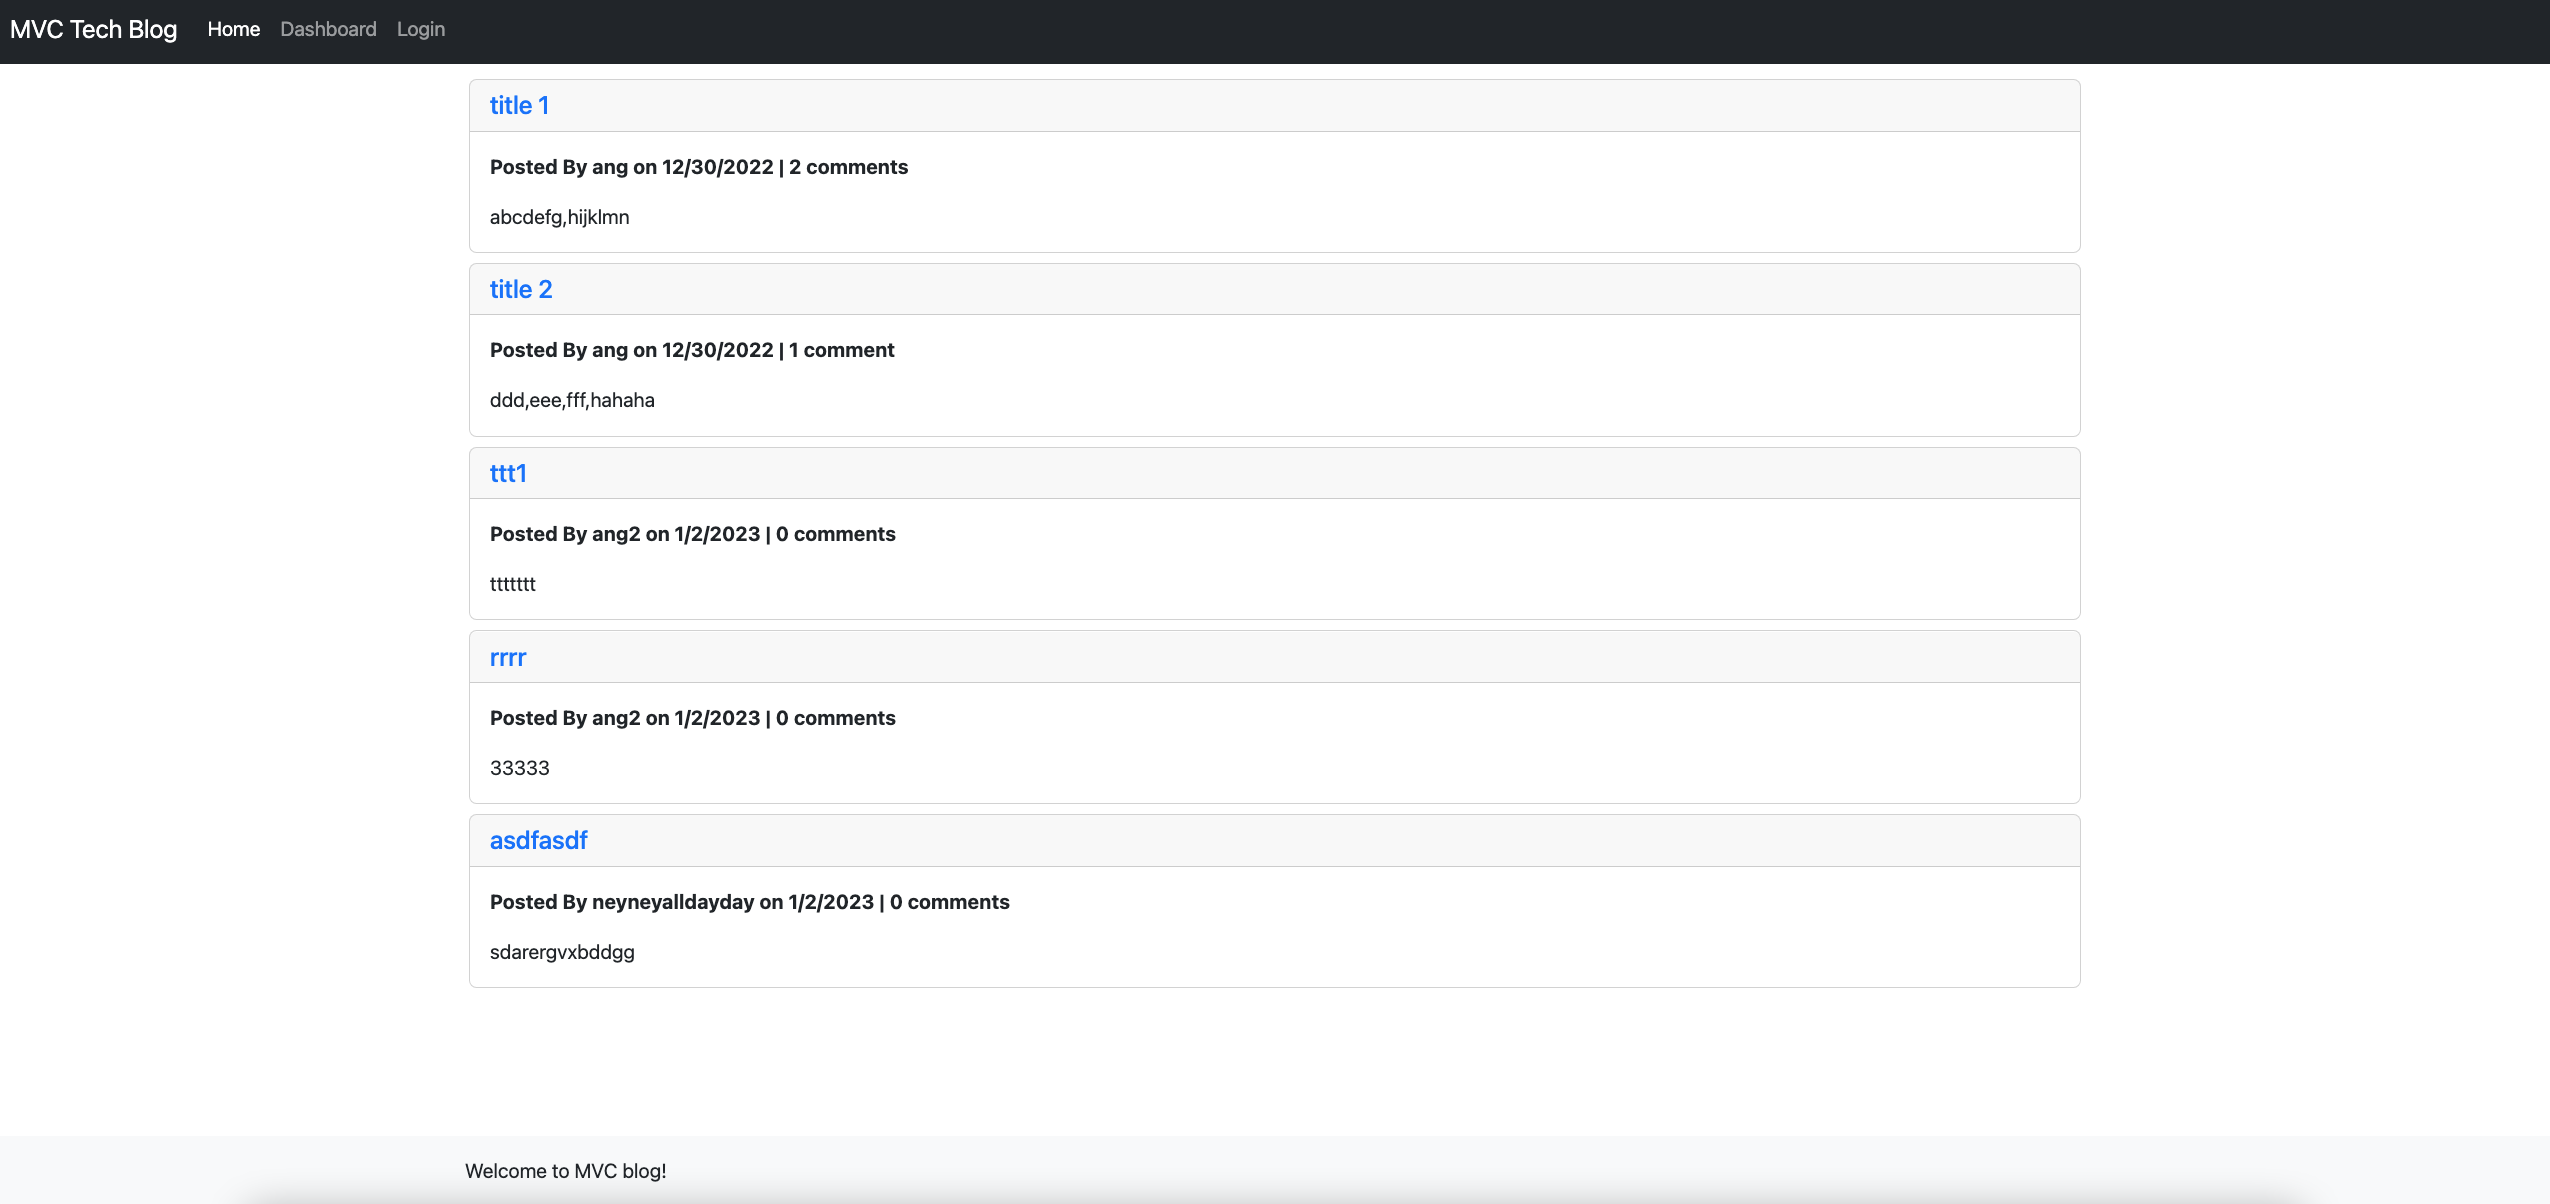 MVC Tech Blog Home Dashboard Login
title 1
Posted By ang on 12/30/2022 | 2 comments
abcdefg,hijklmn
title 2
Posted By ang on 12/30/2022 | 1 comment
ddd,eee,fff,hahaha
ttt1
Posted By ang2 on 1/2/2023 | 0 comments
ttttttt
rrrr
Posted By ang2 on 1/2/2023 | 0 comments
33333
asdfasdf
Posted By neyneyalldayday on 1/2/2023 | 0 comments
sdarergvxbddgg
Welcome to MVC blog!